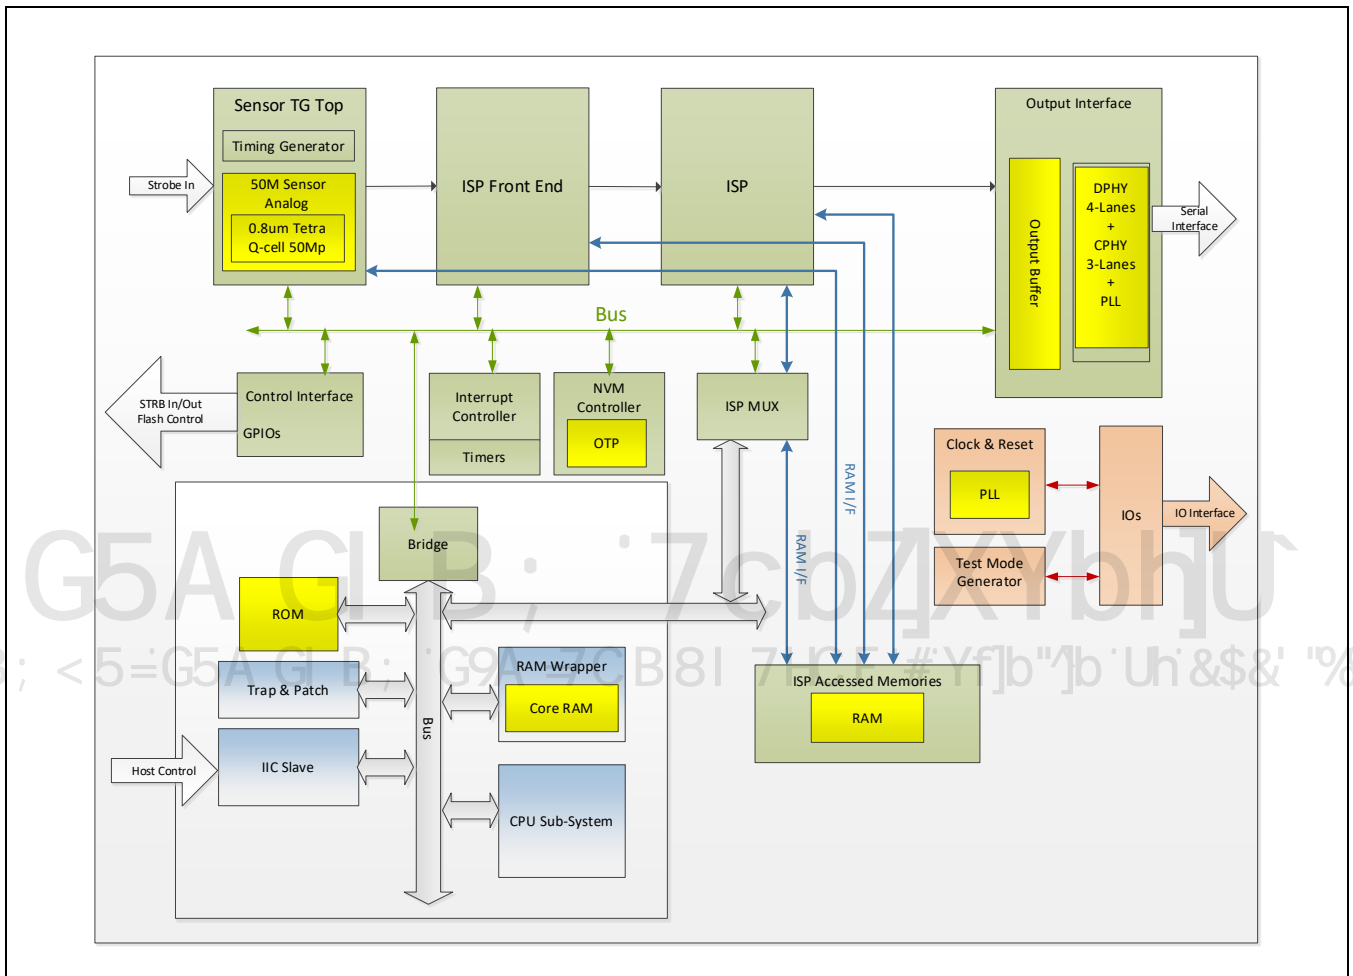 Sensor TG Top
Timing Generator
50M Sensor
Analog
0.8um Tetra
Q-cell 50Mp
Strobe In
ISP Front End
ISP
Output Interface
Output Buffer
DPHY
4-Lanes
+
CPHY
3-Lanes
+
PLL
Serial
Interface
Bus
STRB In/Out
Flash Control
Control Interface
GPIOs
Interrupt
Controller
Timers
NVM
Controller
OTP
ISP MUX
RAM I/F
RAM I/F
Clock & Reset
PLL
Test Mode
Generator
IOs
IO Interface
Bridge
ROM
Trap & Patch
IIC Slave
Host Control
Bus
RAM Wrapper
Core RAM
CPU Sub-System
ISP Accessed Memories
RAM